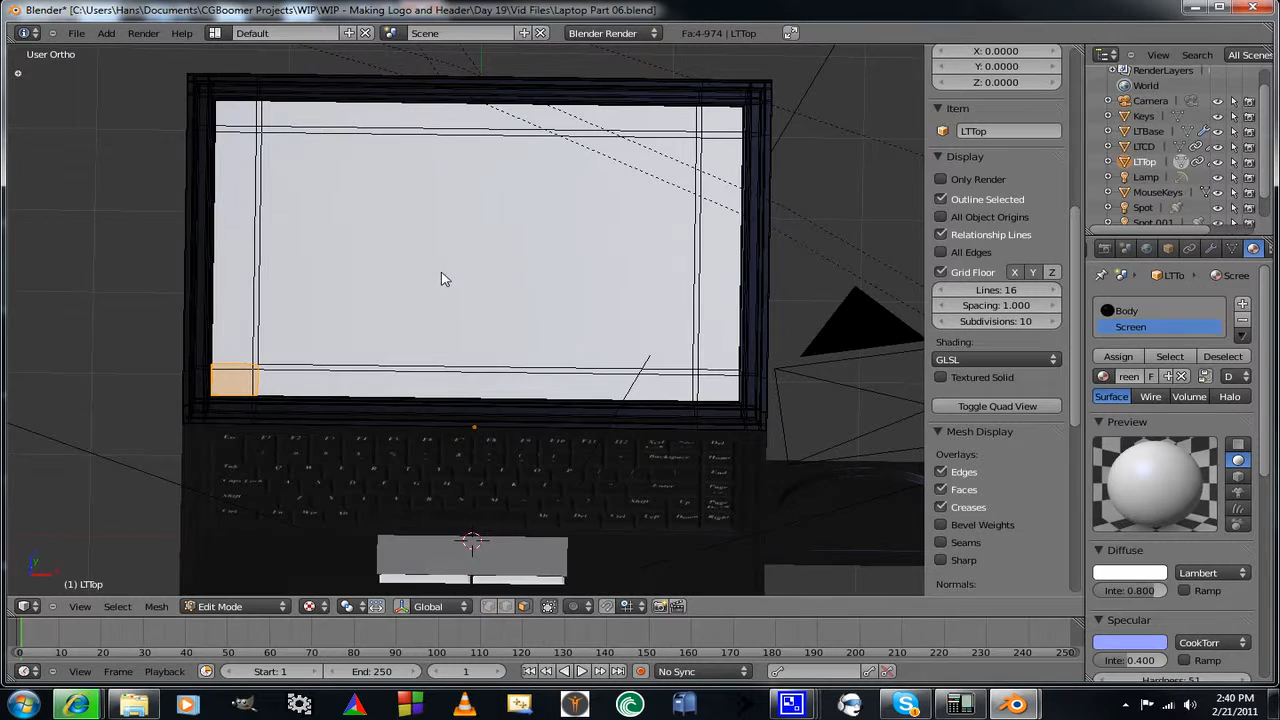 Blender* [C:\Users\Hans\Documents\CGBoomer Projects\WIP\WIP - Making Logo and Header\Day 19\Vid Files\Laptop Part 06.blend]
File Add Render Help Default Scene Blender Render Fa:4-974 | LTTop
View Search All Scenes
User Ortho
X: 0.0000
Y: 0.0000
Z: 0.0000
Item
LTTop
Display
Only Render
Outline Selected
All Object Origins
Relationship Lines
All Edges
Grid Floor X Y Z
Lines: 16
Spacing: 1.000
Subdivisions: 10
Shading:
GLSL
Textured Solid
Toggle Quad View
Mesh Display
Overlays:
Edges
Faces
Creases
Bevel Weights
Seams
Sharp
Normals:
RenderLayers
World
Camera
Keys
LTBase
LTCD
LTTop
Lamp
MouseKeys
Spot
Spot.001
LTTo Scree
Body
Screen
Assign Select Deselect
reen F D
Surface Wire Volume Halo
Preview
Diffuse
Lambert
Inte: 0.800 Ramp
Specular
CookTorr
Inte: 0.400 Ramp
Hardness: 51
(1) LTTop
View Select Mesh Edit Mode Global
0 10 20 30 40 50 60 70 80 90 100 110 120 130 140 150 160 170 180 190 200 210 220 230 240 250
View Frame Playback Start: 1 End: 250 1 No Sync
2:40 PM
2/21/2011